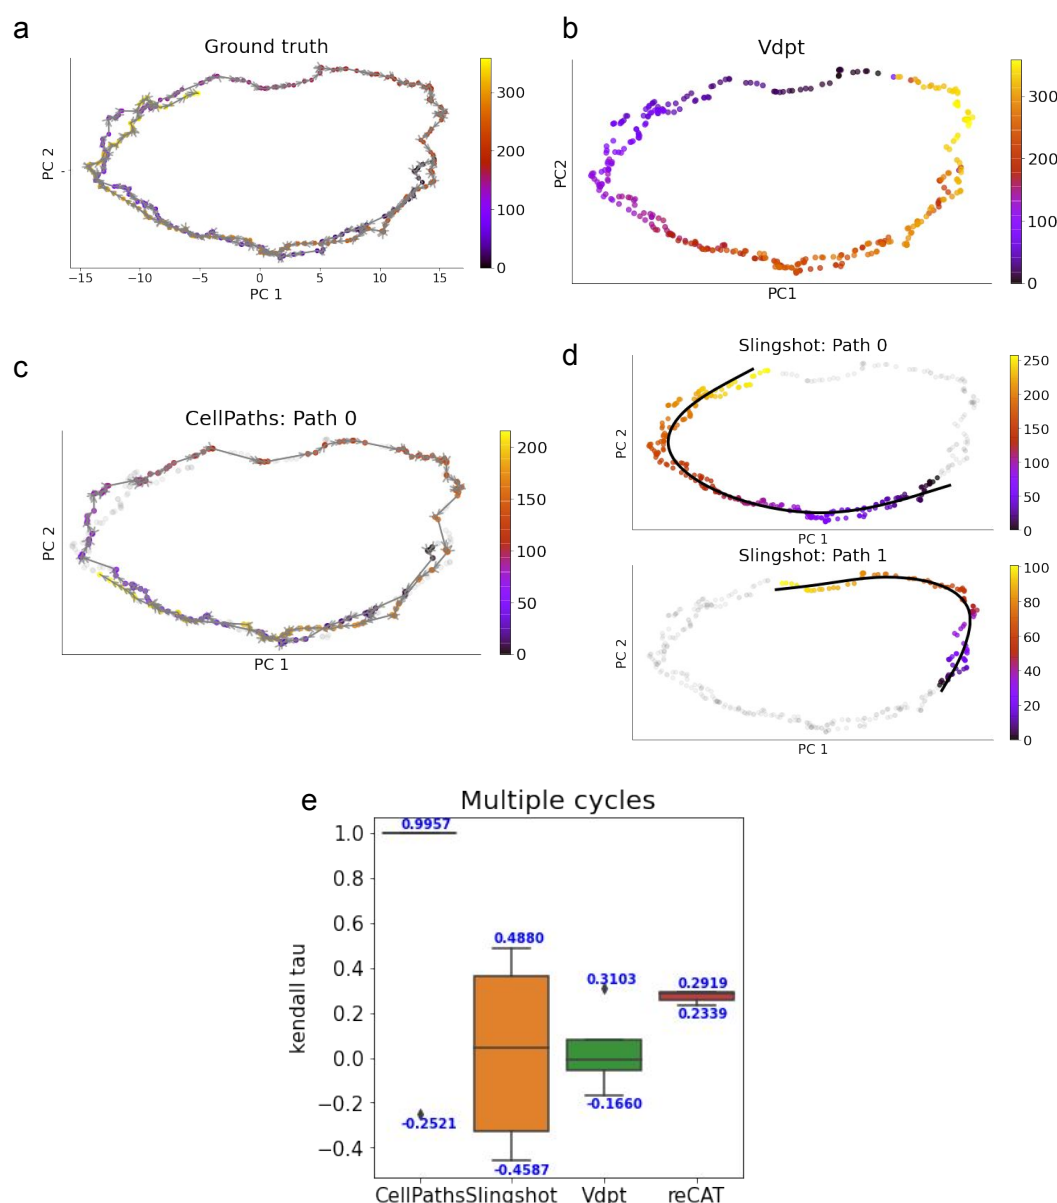 a
Ground truth
PC 2
300
200
100
0
−15
−10
−5
0
5
10
15
PC 1
b
Vdpt
PC2
300
200
100
0
PC1
c
CellPaths: Path 0
PC 2
200
150
100
50
0
PC 1
d
Slingshot: Path 0
PC 2
250
200
150
100
50
0
PC 1
Slingshot: Path 1
PC 2
100
80
60
40
20
0
PC 1
e
Multiple cycles
kendall tau
1.0
0.8
0.6
0.4
0.2
0.0
−0.2
−0.4
0.9957
-0.2521
0.4880
-0.4587
0.3103
-0.1660
0.2919
0.2339
CellPaths
Slingshot
Vdpt
reCAT